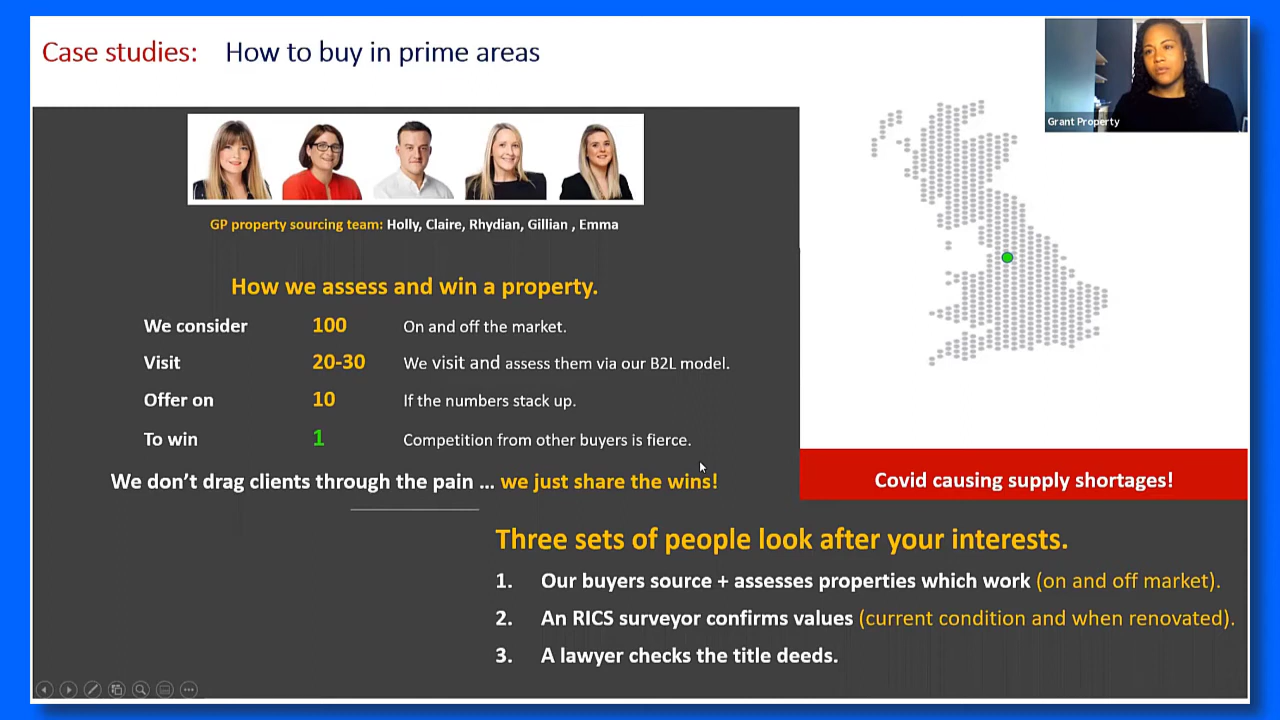 Case studies: How to buy in prime areas
Grant Property
GP property sourcing team: Holly, Claire, Rhydian, Gillian , Emma
How we assess and win a property.
We consider 100 On and off the market.
Visit 20-30 We visit and assess them via our B2L model.
Offer on 10 If the numbers stack up.
To win 1 Competition from other buyers is fierce.
We don't drag clients through the pain ... we just share the wins!
Covid causing supply shortages!
Three sets of people look after your interests.
1. Our buyers source + assesses properties which work (on and off market).
2. An RICS surveyor confirms values (current condition and when renovated).
3. A lawyer checks the title deeds.